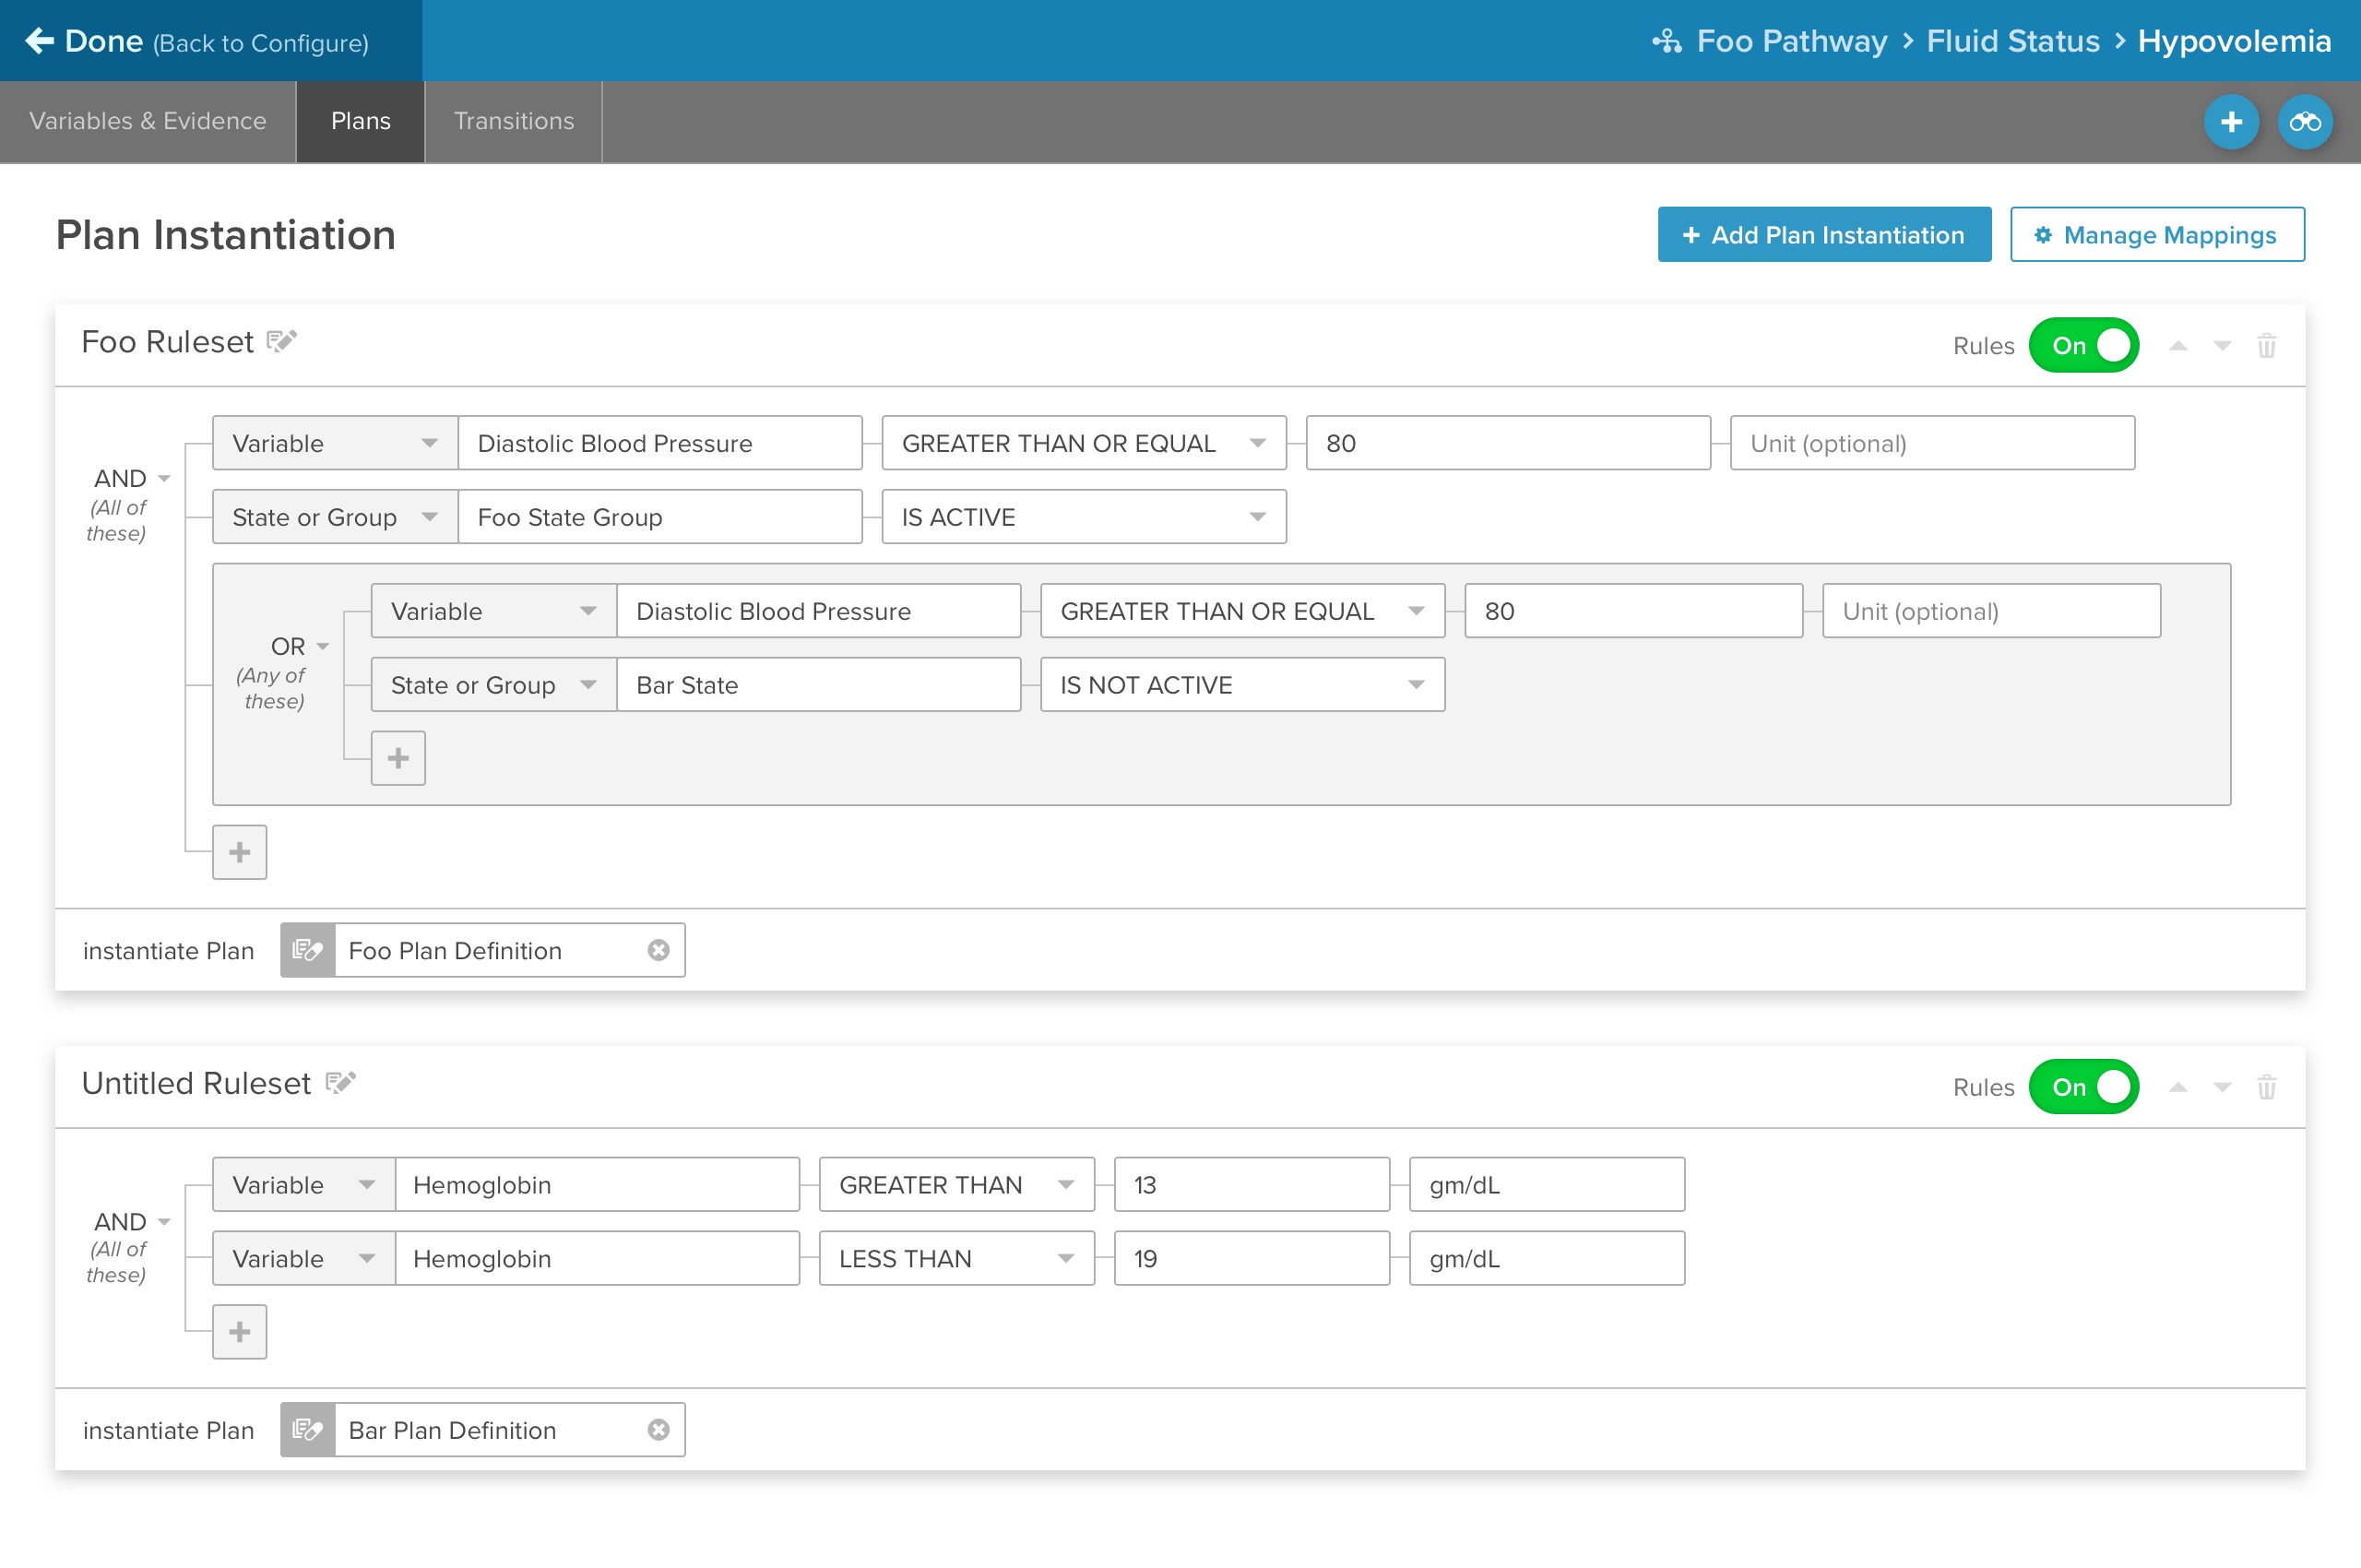 Done (Back to Configure)
Foo Pathway > Fluid Status > Hypovolemia
Variables & Evidence Plans Transitions
Plan Instantiation
+ Add Plan Instantiation Manage Mappings
Foo Ruleset Rules On
Variable Diastolic Blood Pressure GREATER THAN OR EQUAL 80 Unit (optional)
AND
(All of
these)
State or Group Foo State Group IS ACTIVE
Variable Diastolic Blood Pressure GREATER THAN OR EQUAL 80 Unit (optional)
OR
(Any of
these)
State or Group Bar State IS NOT ACTIVE
+
+
instantiate Plan Foo Plan Definition
Untitled Ruleset Rules On
Variable Hemoglobin GREATER THAN 13 gm/dL
AND
(All of
these)
Variable Hemoglobin LESS THAN 19 gm/dL
+
instantiate Plan Bar Plan Definition